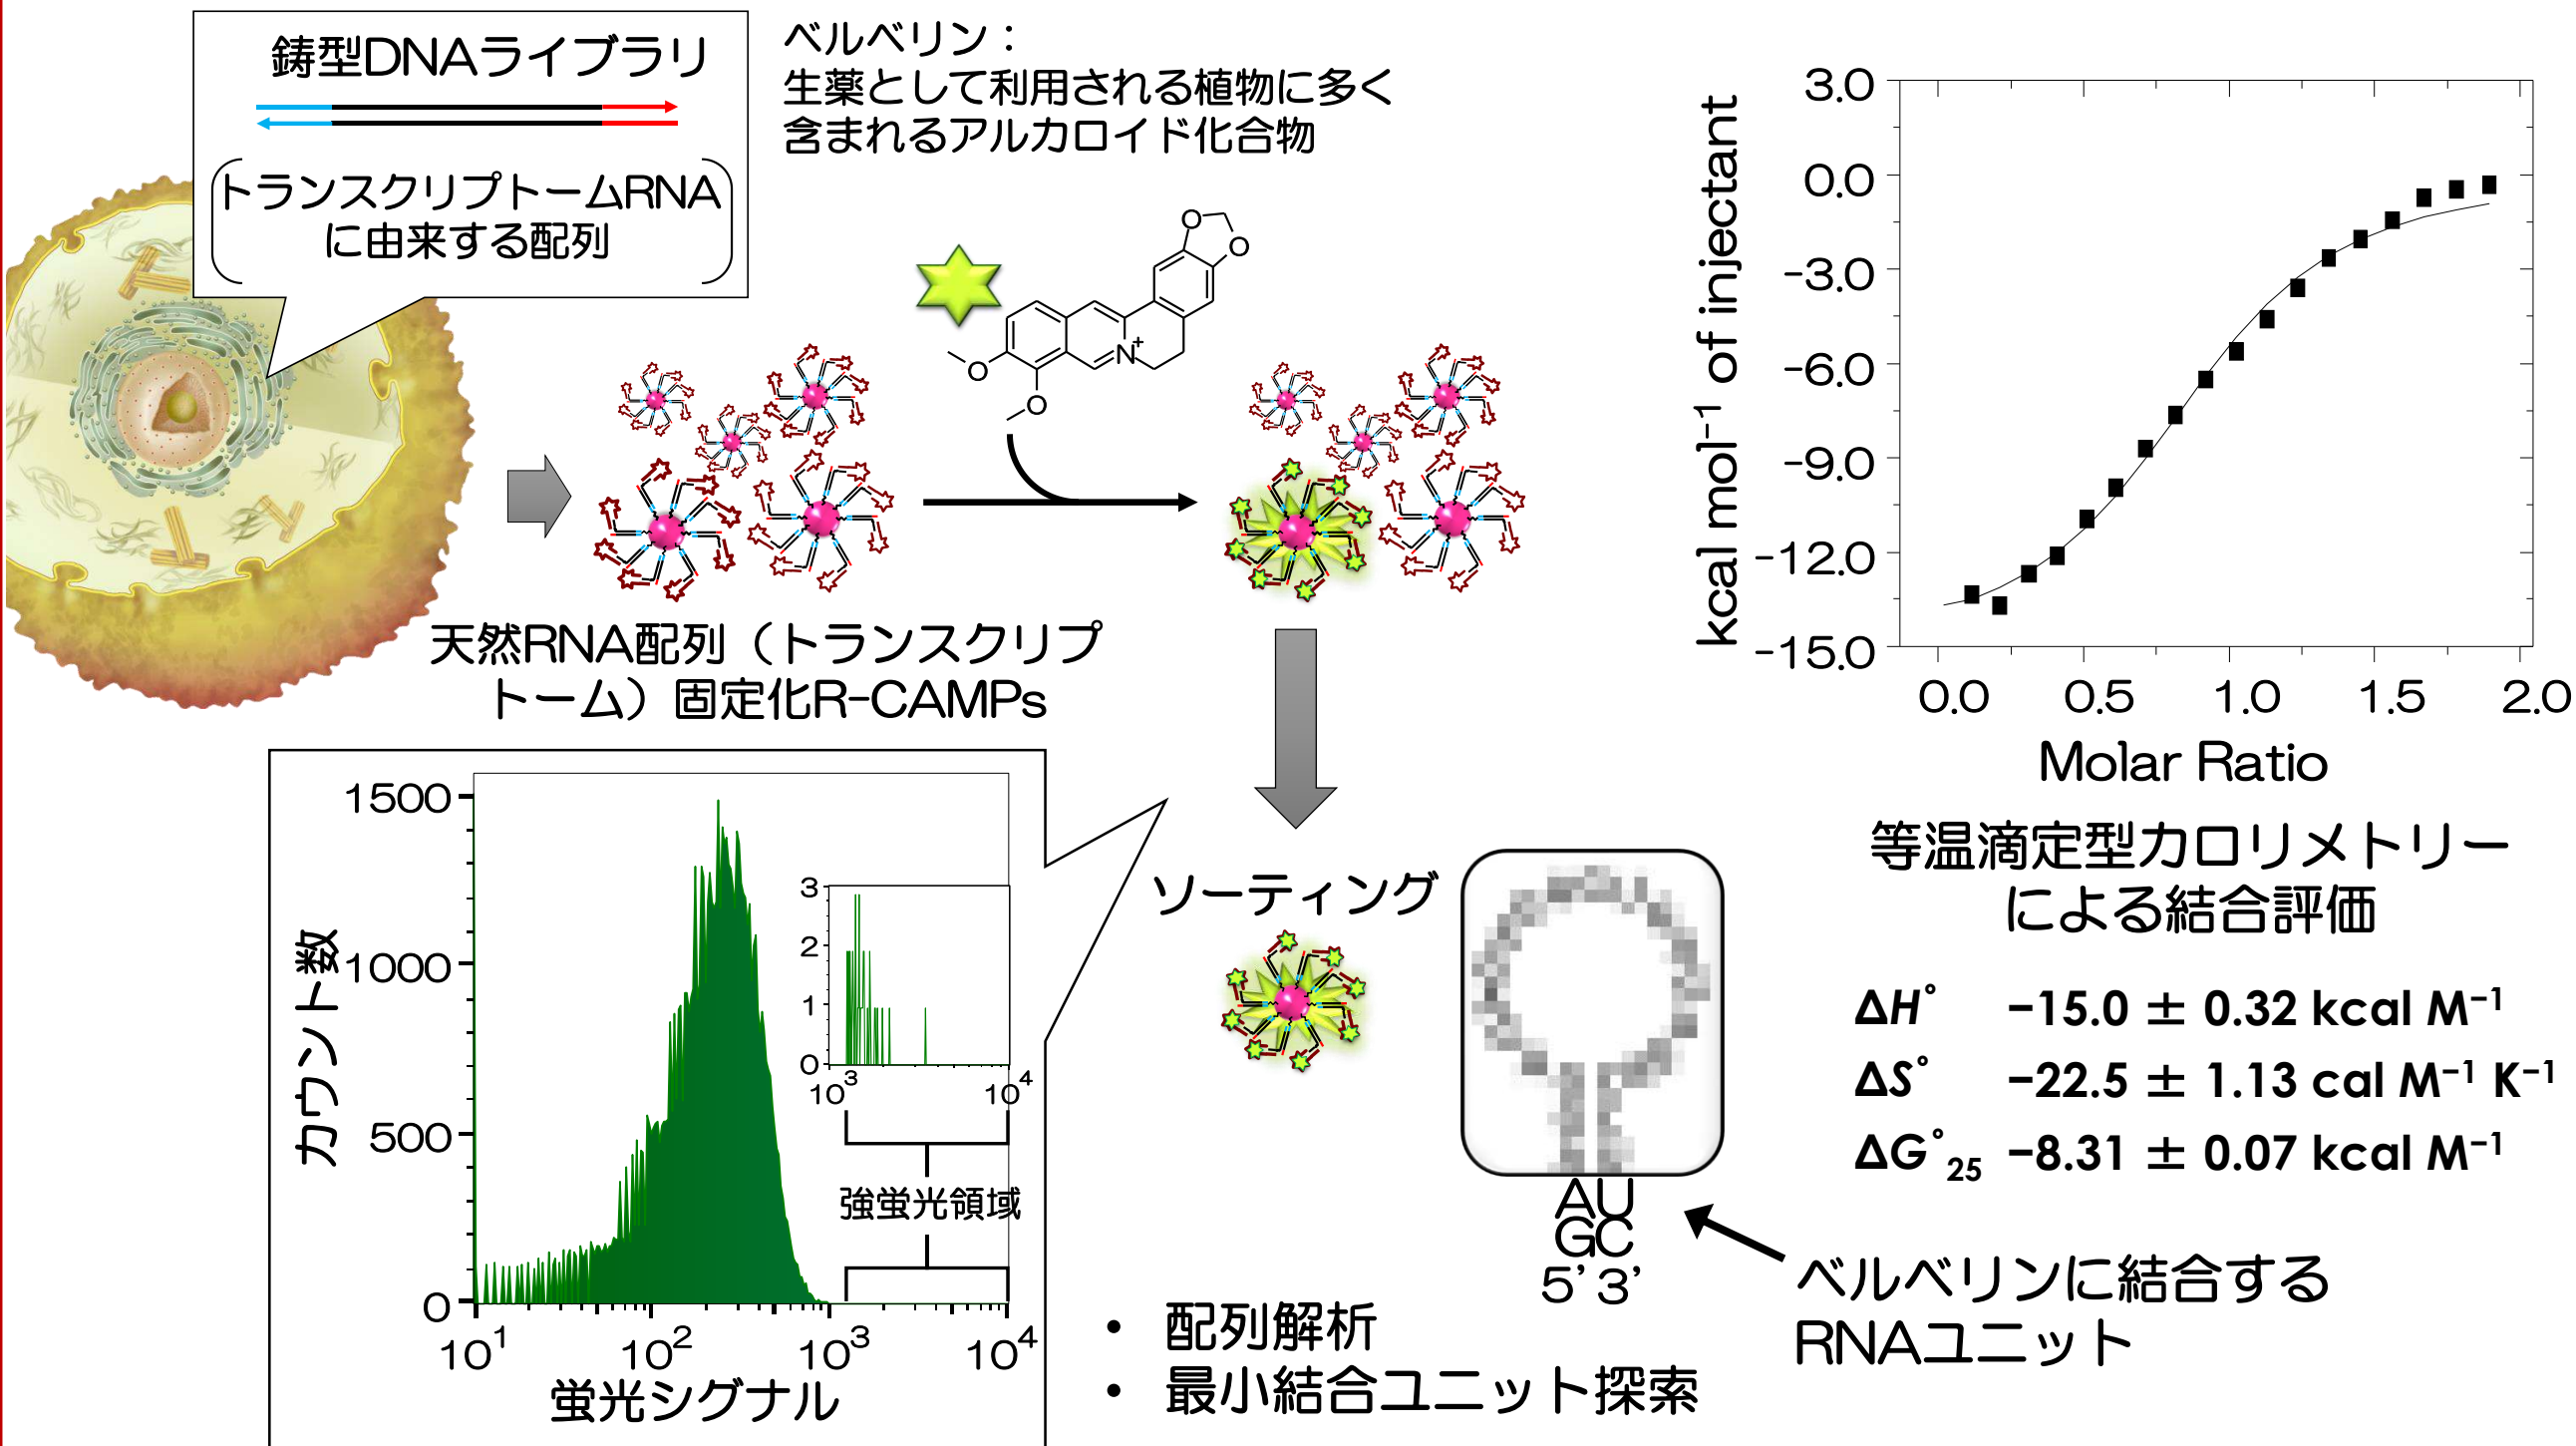 鋳型DNAライブラリ
トランスクリプトームRNA
に由来する配列
ベルベリン：
生薬として利用される植物に多く
含まれるアルカロイド化合物
O
O
N+
O
O
天然RNA配列（トランスクリプ
トーム）固定化R-CAMPs
kcal mol⁻¹ of injectant
3.0
0.0
-3.0
-6.0
-9.0
-12.0
-15.0
0.0 0.5 1.0 1.5 2.0
Molar Ratio
等温滴定型カロリメトリー
による結合評価
ΔH° −15.0 ± 0.32 kcal M⁻¹
ΔS° −22.5 ± 1.13 cal M⁻¹ K⁻¹
ΔG°₂₅ −8.31 ± 0.07 kcal M⁻¹
カウント数
1500
1000
500
0
10¹ 10² 10³ 10⁴
蛍光シグナル
3
2
1
0
10³ 10⁴
強蛍光領域
ソーティング
AU
GC
5' 3'
ベルベリンに結合する
RNAユニット
• 配列解析
• 最小結合ユニット探索